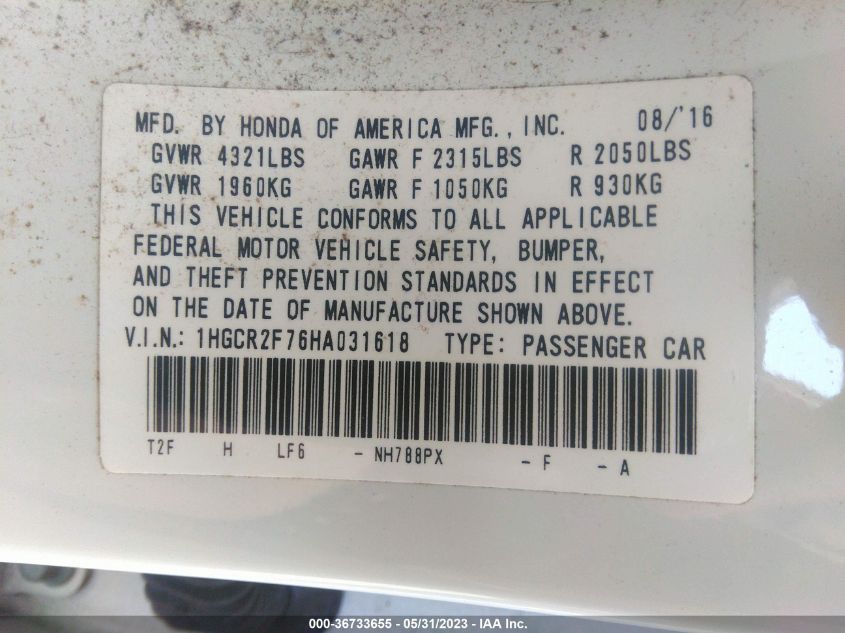 MFD. BY HONDA OF AMERICA MFG., INC. 08/'16
GVWR 4321LBS GAWR F 2315LBS R 2050LBS
GVWR 1960KG GAWR F 1050KG R 930KG
THIS VEHICLE CONFORMS TO ALL APPLICABLE
FEDERAL MOTOR VEHICLE SAFETY, BUMPER,
AND THEFT PREVENTION STANDARDS IN EFFECT
ON THE DATE OF MANUFACTURE SHOWN ABOVE.
V.I.N.: 1HGCR2F76HA031618 TYPE: PASSENGER CAR
T2F H LF6 - NH788PX - F - A
000-36733655 - 05/31/2023 - IAA Inc.